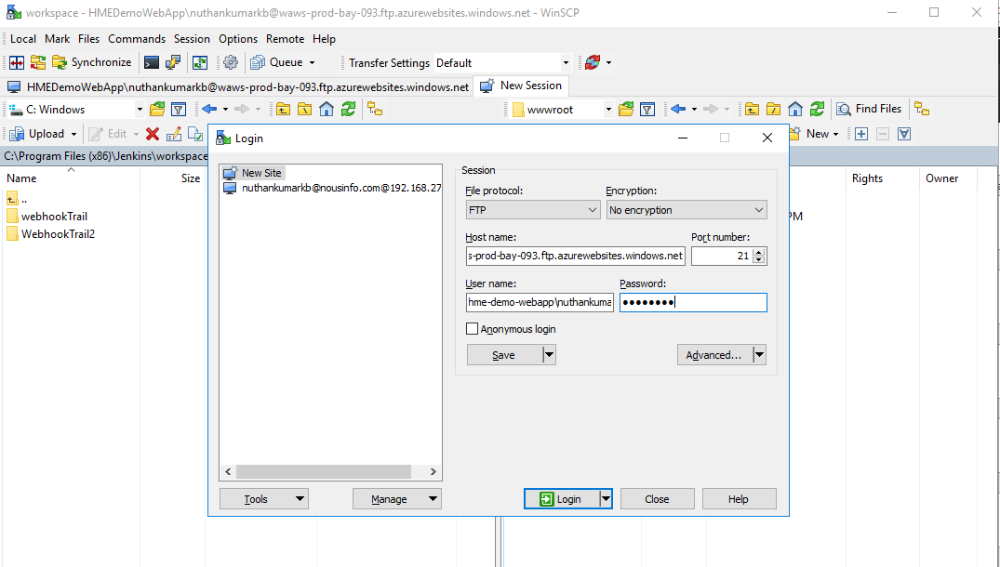 workspace - HMEDemoWebApp\nuthankumarkb@waws-prod-bay-093.ftp.azurewebsites.windows.net - WinSCP
Local Mark Files Commands Session Options Remote Help
Synchronize Queue Transfer Settings Default
HMEDemoWebApp\nuthankumarkb@waws-prod-bay-093.ftp.azurewebsites.windows.net New Session
C: Windows wwwroot Find Files
Upload Edit New
C:\Program Files (x86)\Jenkins\workspace
Name Size Rights Owner
..
webhookTrail PM
WebhookTrail2
Login
New Site
nuthankumarkb@nousinfo.com@192.168.27
Session
File protocol: Encryption:
FTP No encryption
Host name: Port number:
s-prod-bay-093.ftp.azurewebsites.windows.net 21
User name: Password:
hme-demo-webapp\nuthankuma ●●●●●●●●
Anonymous login
Save Advanced...
Tools Manage Login Close Help